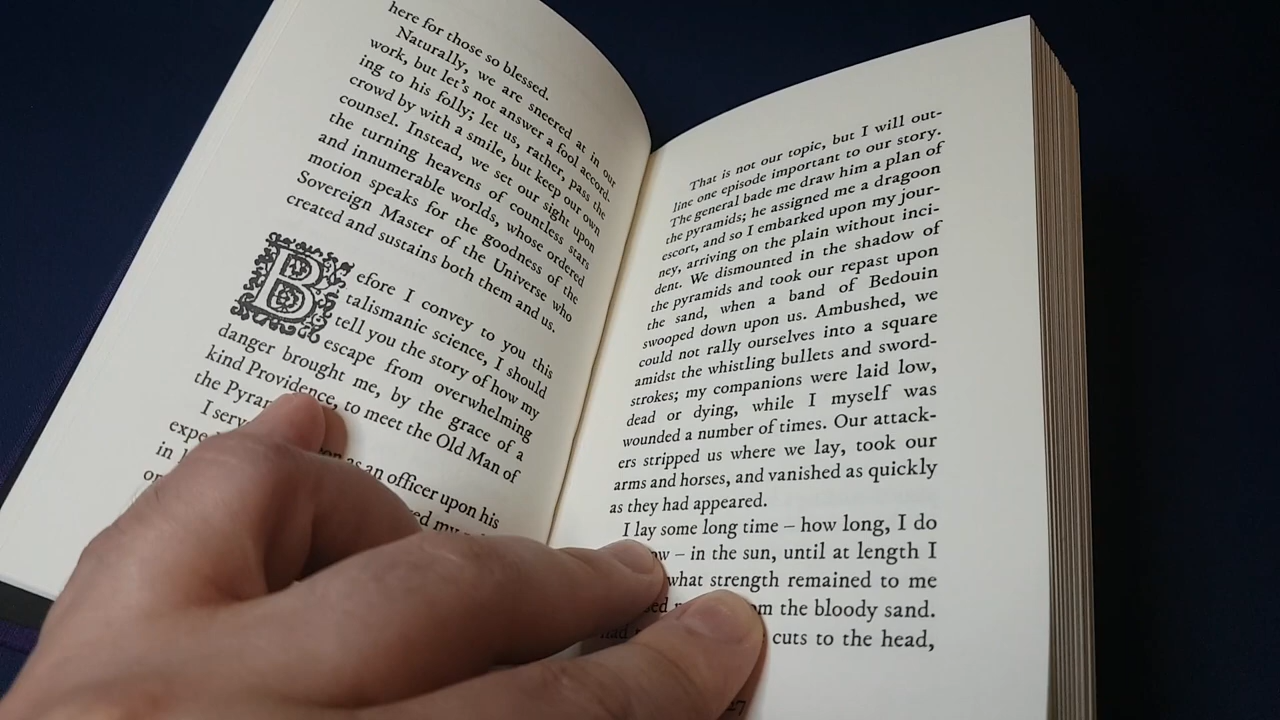 here for those so blessed.
Naturally, we are sneered at in our
work, but let's not answer a fool accord-
ing to his folly; let us, rather, pass the
crowd by with a smile, but keep our own
counsel. Instead, we set our sight upon
the turning heavens of countless stars
and innumerable worlds, whose ordered
motion speaks for the goodness of the
Sovereign Master of the Universe who
created and sustains both them and us.
Before I convey to you this
talismanic science, I should
tell you the story of how my
escape from overwhelming
danger brought me, by the grace of a
kind Providence, to meet the Old Man of
the
I
as an officer upon his
in
That is not our topic, but I will out-
line one episode important to our story.
The general bade me draw him a plan of
the pyramids; he assigned me a dragoon
escort, and so I embarked upon my jour-
ney, arriving on the plain without inci-
dent. We dismounted in the shadow of
the pyramids and took our repast upon
the sand, when a band of Bedouin
swooped down upon us. Ambushed, we
could not rally ourselves into a square
amidst the whistling bullets and sword-
strokes; my companions were laid low,
dead or dying, while I myself was
wounded a number of times. Our attack-
ers stripped us where we lay, took our
arms and horses, and vanished as quickly
as they had appeared.
I lay some long time – how long, I do
– in the sun, until at length I
what strength remained to me
the bloody sand.
cuts to the head,